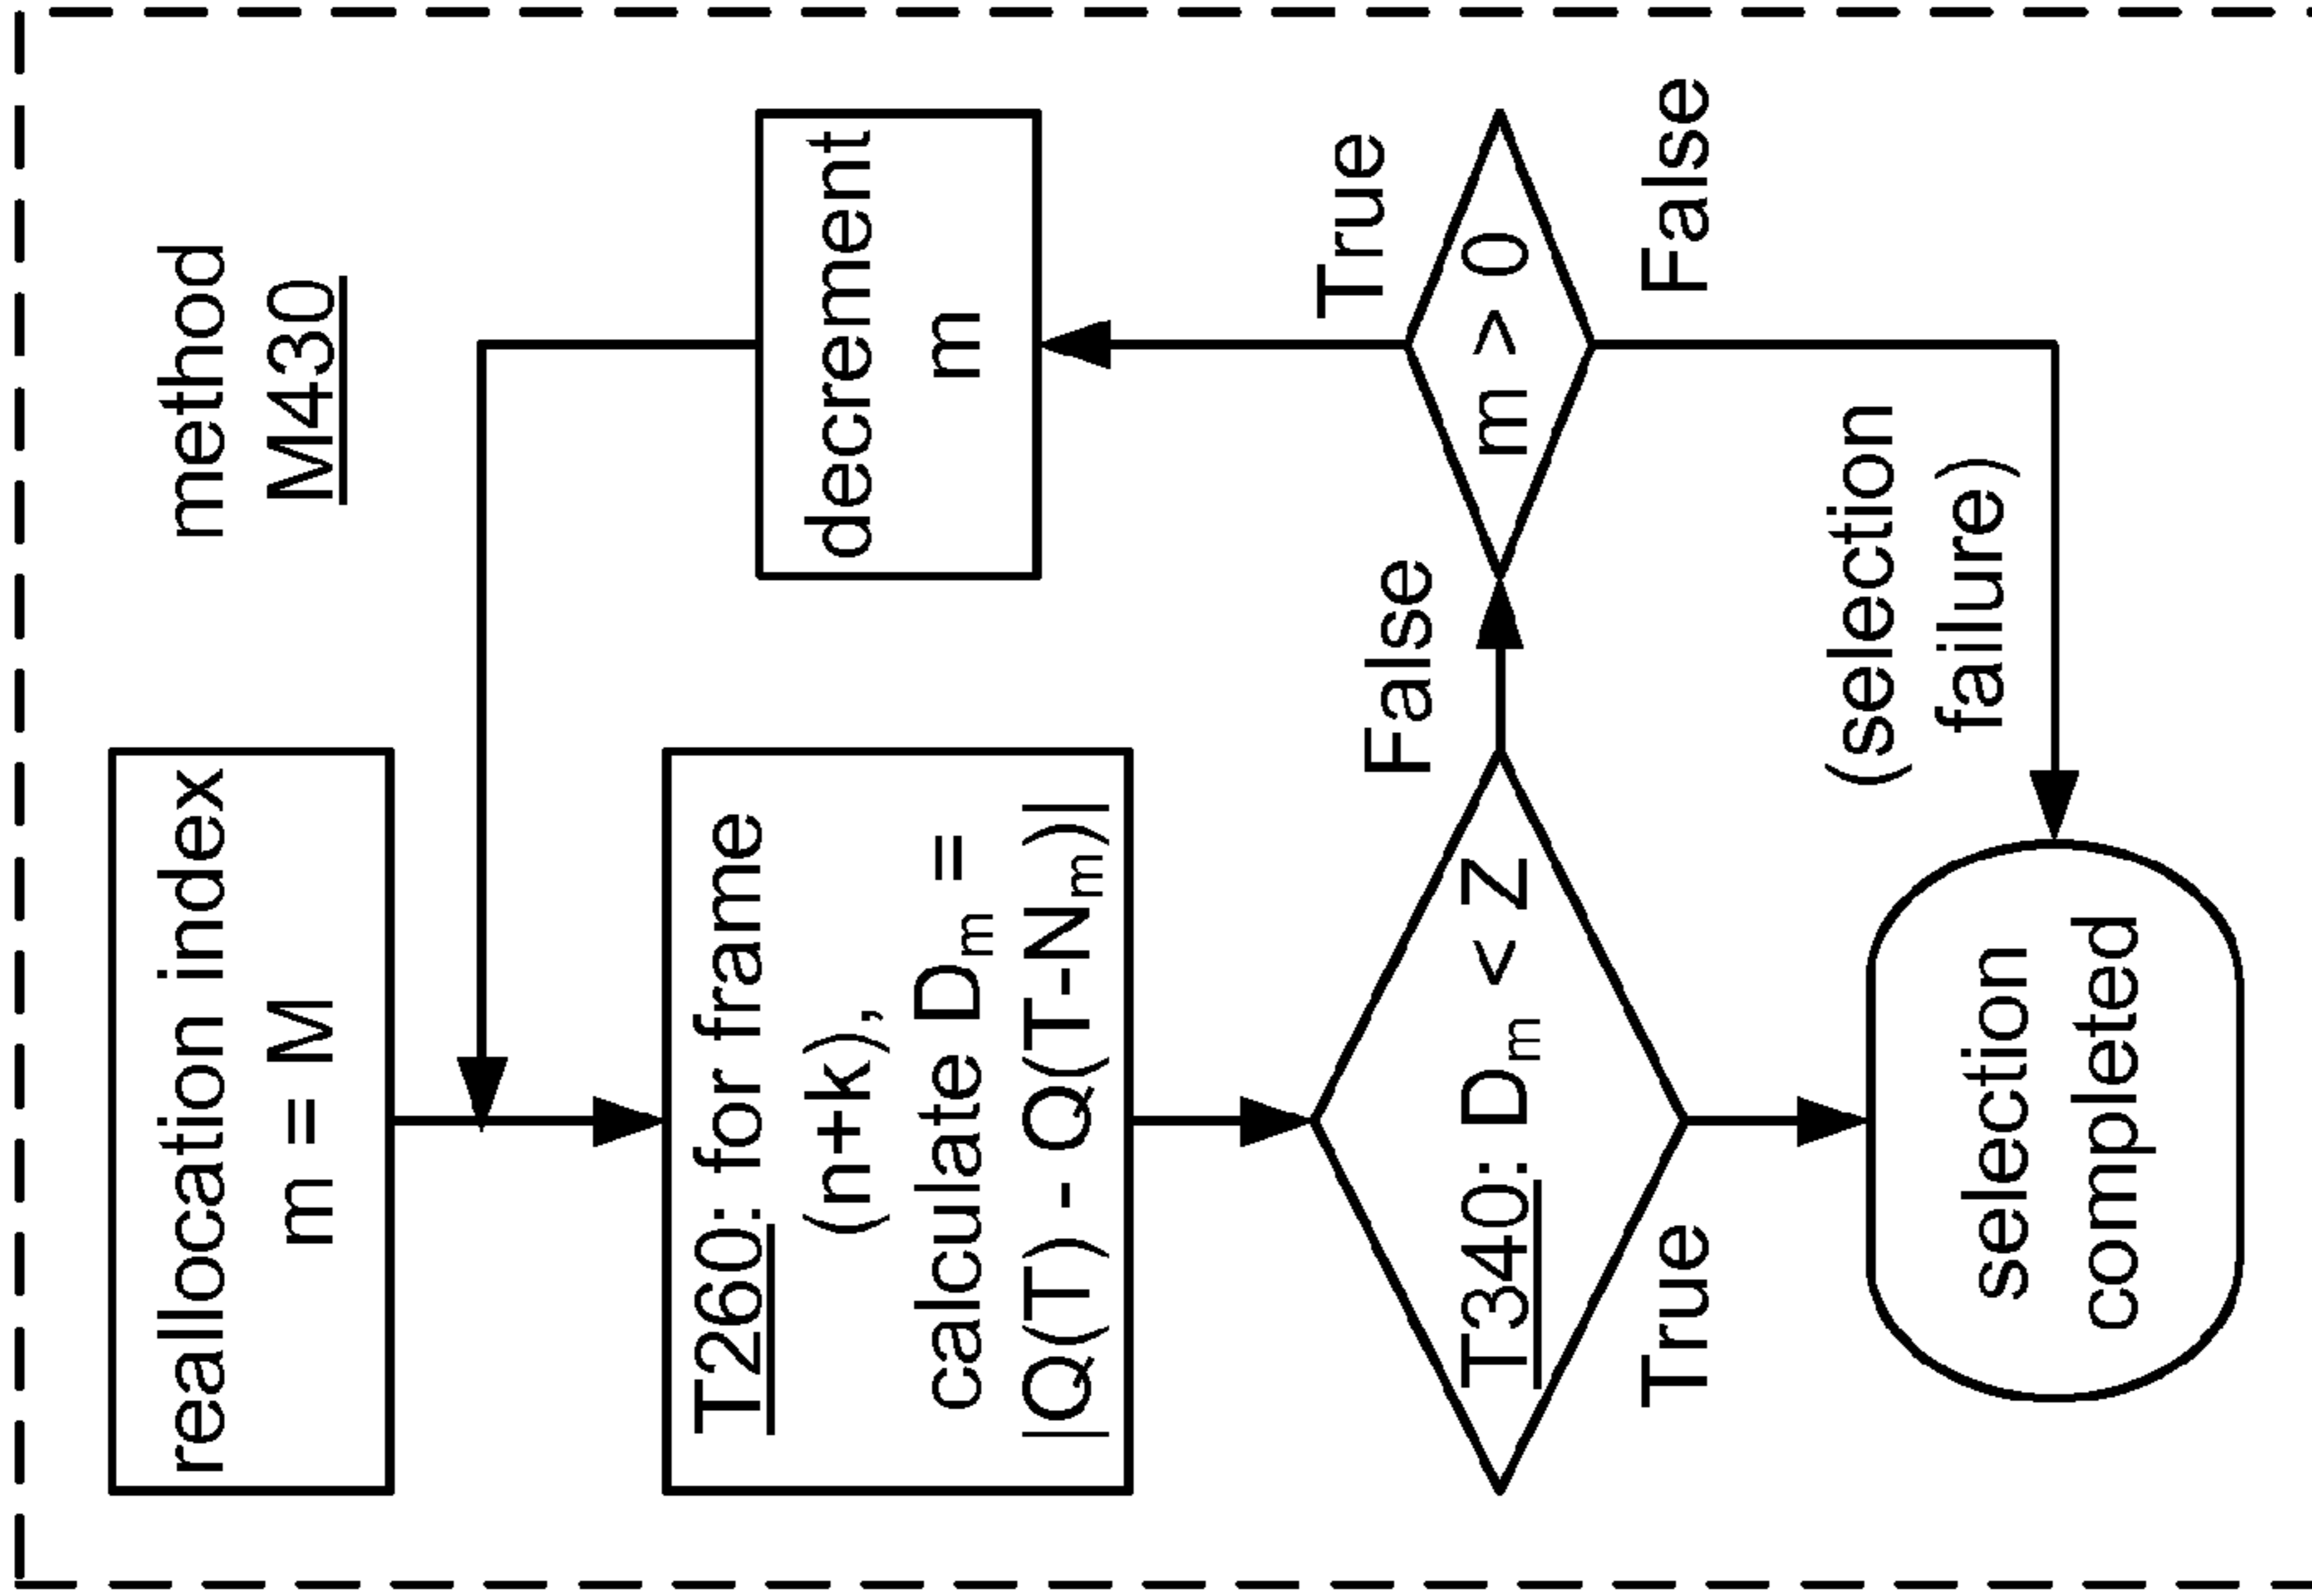 reallocation index
m = M
method
M430
T260: for frame
(n+k),
calculate Dm =
|Q(T) - Q(T-Nm)|
decrement
m
T340: Dm < Z
False
m > 0
True
True
False
(selection
failure)
selection
completed